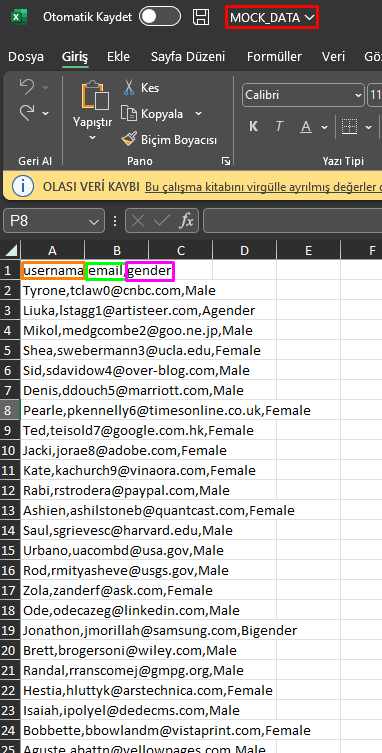 Otomatik Kaydet
MOCK_DATA
Dosya Giriş Ekle Sayfa Düzeni Formüller Veri
Yapıştır
Kes
Kopyala
Biçim Boyacısı
Calibri 11
K T A
Geri Al Pano Yazı Tipi
OLASI VERİ KAYBI Bu çalışma kitabını virgülle ayrılmış değerler
P8 fx
A B C D E F
1 username,email,gender
2 Tyrone,tclaw0@cnbc.com,Male
3 Liuka,lstagg1@artisteer.com,Agender
4 Mikol,medgcombe2@goo.ne.jp,Male
5 Shea,swebermann3@ucla.edu,Female
6 Sid,sdavidow4@over-blog.com,Male
7 Denis,ddouch5@marriott.com,Male
8 Pearle,pkennelly6@timesonline.co.uk,Female
9 Ted,teisold7@google.com.hk,Female
10 Jacki,jorae8@adobe.com,Female
11 Kate,kachurch9@vinaora.com,Female
12 Rabi,rstrodera@paypal.com,Male
13 Ashien,ashilstoneb@quantcast.com,Female
14 Saul,sgrievesc@harvard.edu,Male
15 Urbano,uacombd@usa.gov,Male
16 Rod,rmityasheve@usgs.gov,Male
17 Zola,zanderf@ask.com,Female
18 Ode,odecazeg@linkedin.com,Male
19 Jonathon,jmorillah@samsung.com,Bigender
20 Brett,brogersoni@wiley.com,Male
21 Randal,rranscomej@gmpg.org,Male
22 Hestia,hluttyk@arstechnica.com,Female
23 Isaiah,ipolyel@dedecms.com,Male
24 Bobbette,bbowlandm@vistaprint.com,Female